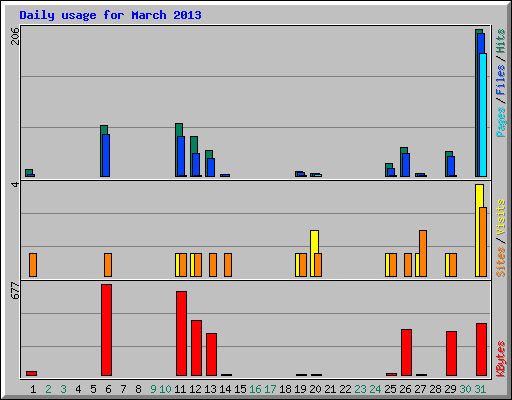 Daily usage for March 2013
206
Pages / Files / Hits
4
Sites / Visits
677
KBytes
1 2 3 4 5 6 7 8 9 10 11 12 13 14 15 16 17 18 19 20 21 22 23 24 25 26 27 28 29 30 31